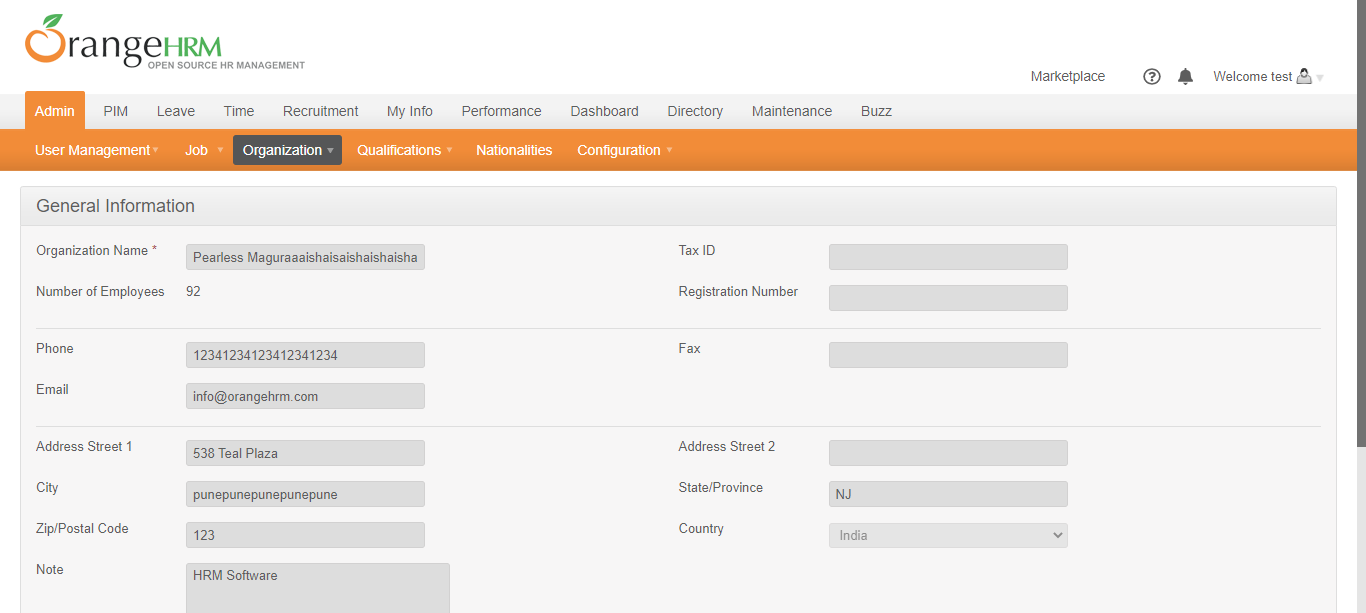 OrangeHRM
OPEN SOURCE HR MANAGEMENT
Marketplace Welcome test
Admin PIM Leave Time Recruitment My Info Performance Dashboard Directory Maintenance Buzz
User Management Job Organization Qualifications Nationalities Configuration
General Information
Organization Name * Pearless Maguraaaishaisaishaishaisha Tax ID
Number of Employees 92 Registration Number
Phone 12341234123412341234 Fax
Email info@orangehrm.com
Address Street 1 538 Teal Plaza Address Street 2
City punepunepunepunepune State/Province NJ
Zip/Postal Code 123 Country India
Note HRM Software